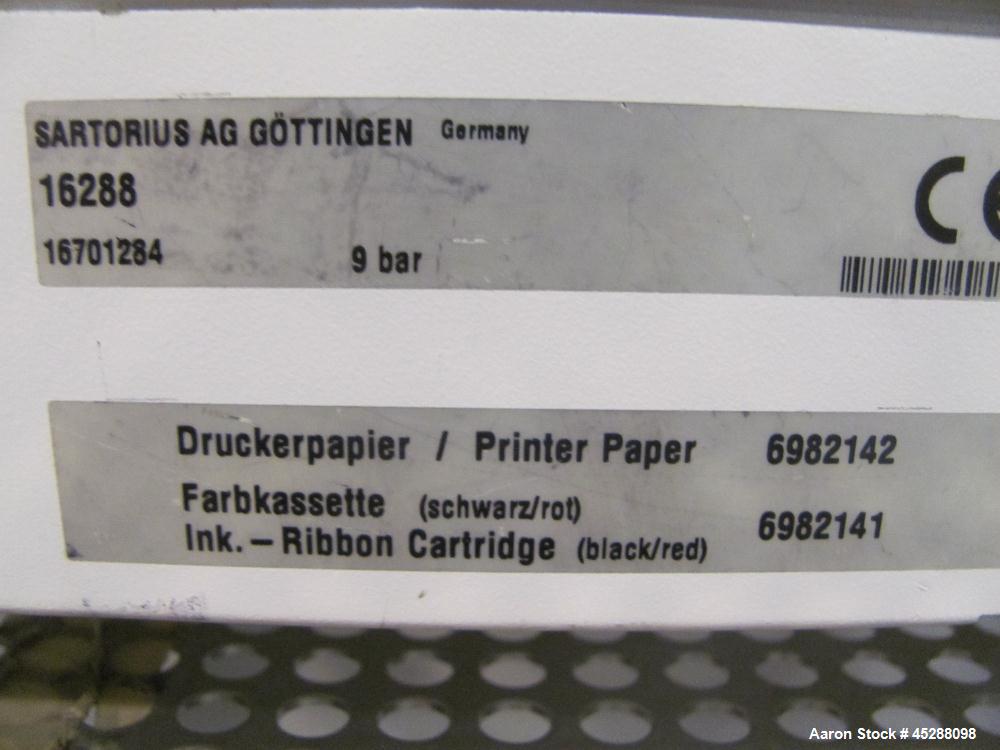 SARTORIUS AG GÖTTINGEN Germany
16288
16701284 9 bar
CE
Druckerpapier / Printer Paper 6982142
Farbkassette (schwarz/rot)
Ink.-Ribbon Cartridge (black/red) 6982141
Aaron Stock # 45288098